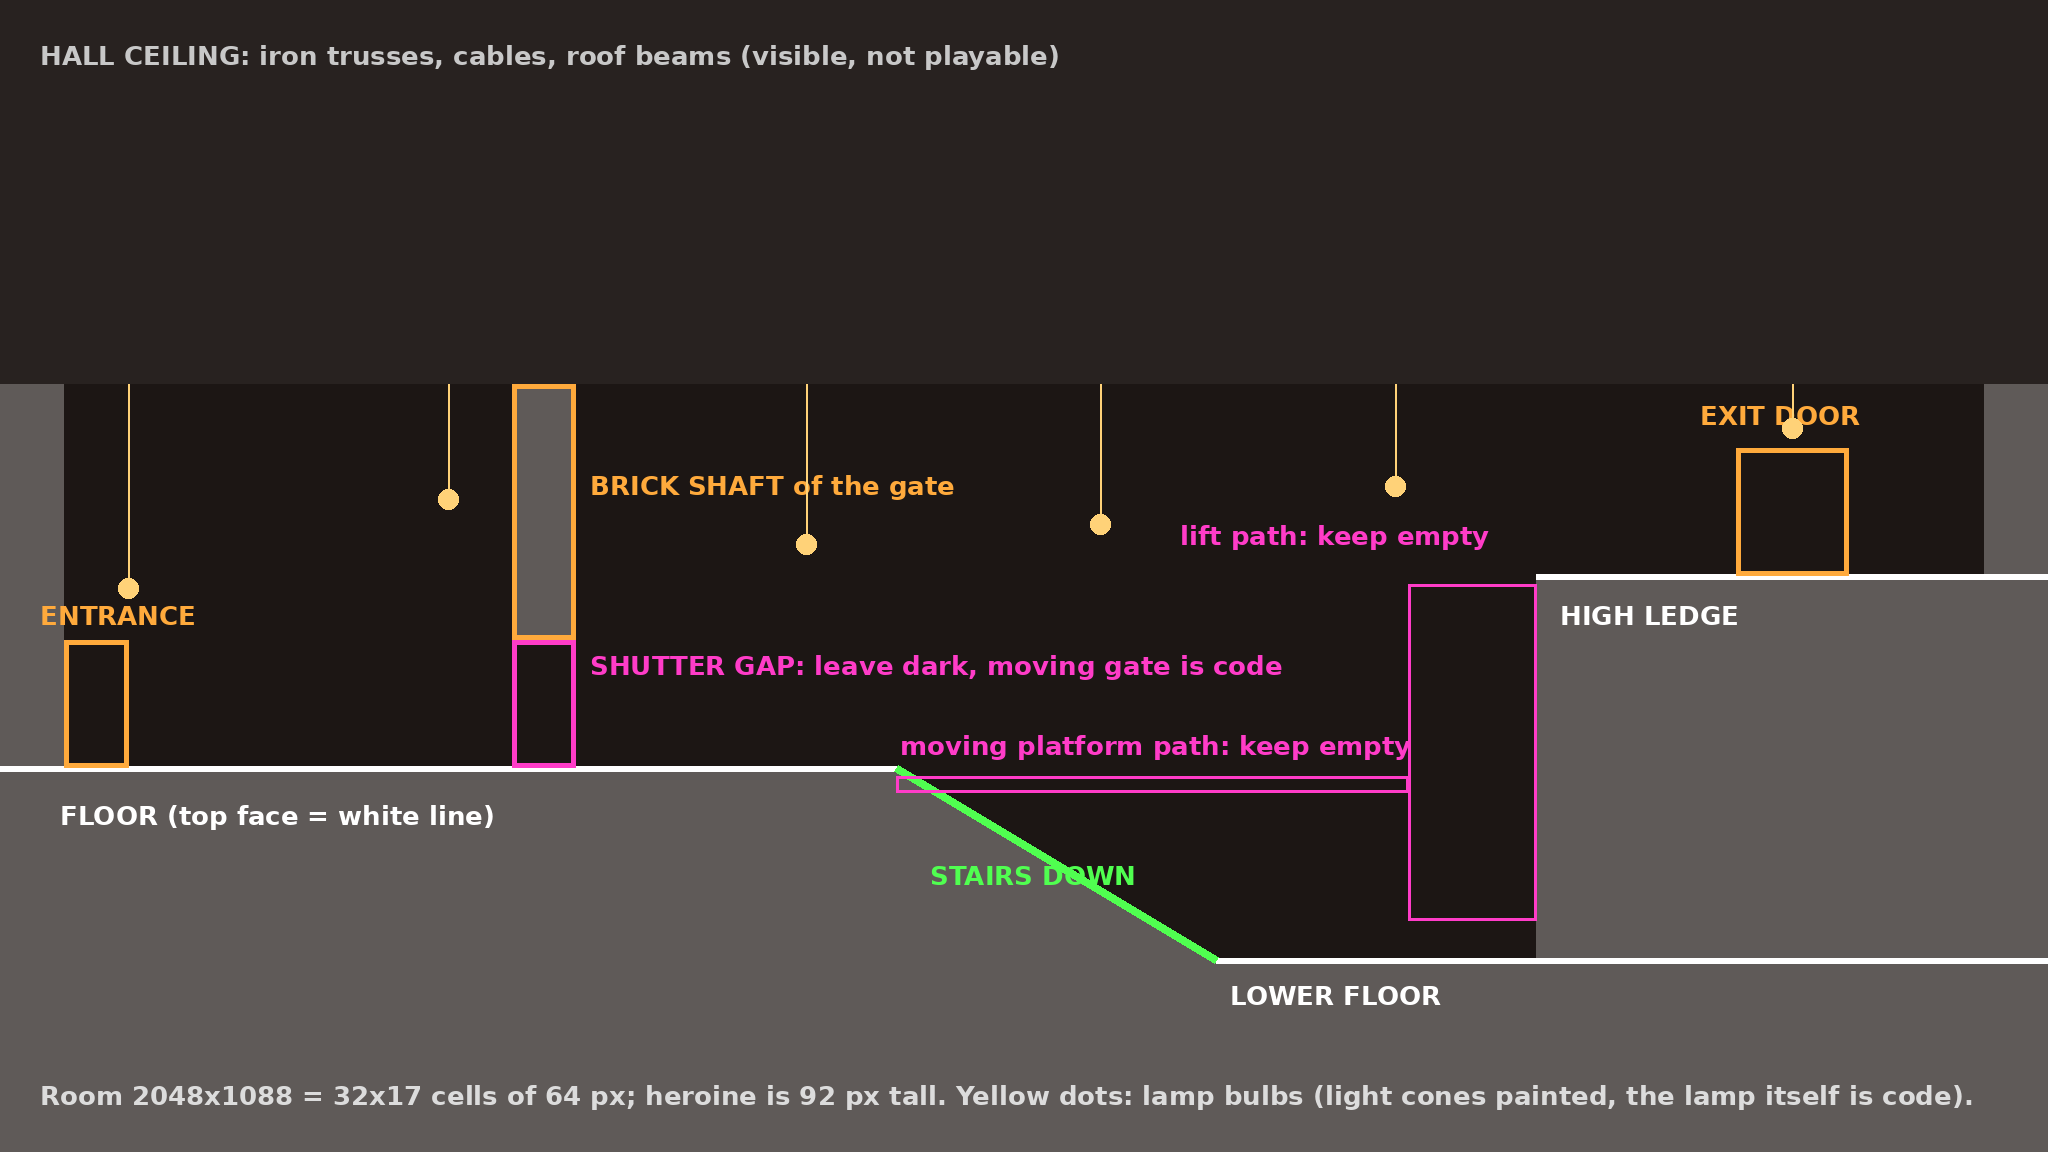 HALL CEILING: iron trusses, cables, roof beams (visible, not playable)
EXIT DOOR
BRICK SHAFT of the gate
lift path: keep empty
ENTRANCE
HIGH LEDGE
SHUTTER GAP: leave dark, moving gate is code
moving platform path: keep empty
FLOOR (top face = white line)
STAIRS DOWN
LOWER FLOOR
Room 2048x1088 = 32x17 cells of 64 px; heroine is 92 px tall. Yellow dots: lamp bulbs (light cones painted, the lamp itself is code).